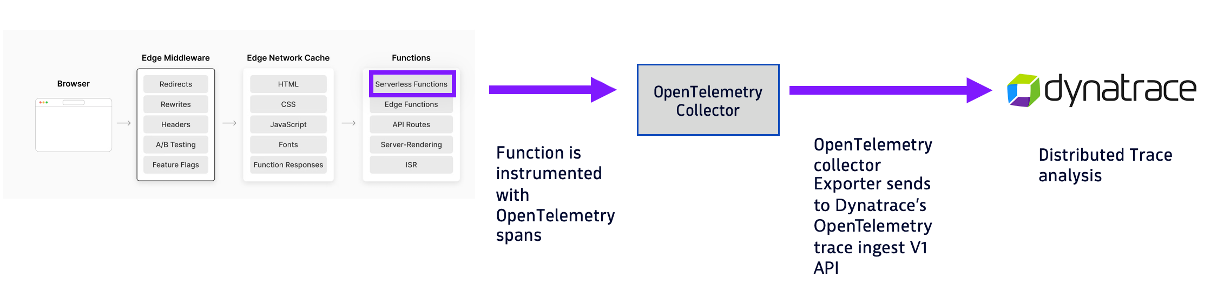 Browser
Edge Middleware
Redirects
Rewrites
Headers
A/B Testing
Feature Flags
Edge Network Cache
HTML
CSS
JavaScript
Fonts
Function Responses
Functions
Serverless Functions
Edge Functions
API Routes
Server-Rendering
ISR
Function is
instrumented
with
OpenTelemetry
spans
OpenTelemetry
Collector
OpenTelemetry
collector
Exporter sends
to Dynatrace's
OpenTelemetry
trace ingest V1
API
dynatrace
Distributed Trace
analysis